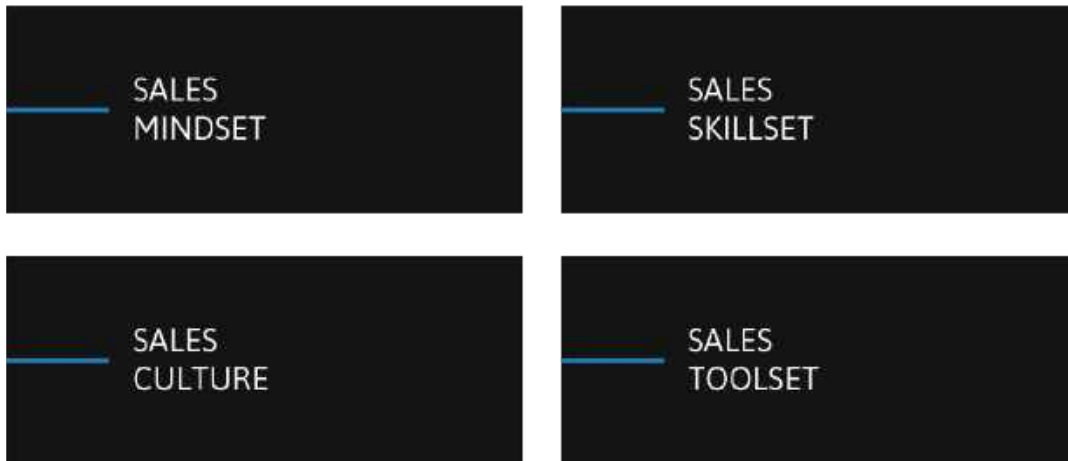 SALES
MINDSET
SALES
SKILLSET
SALES
CULTURE
SALES
TOOLSET